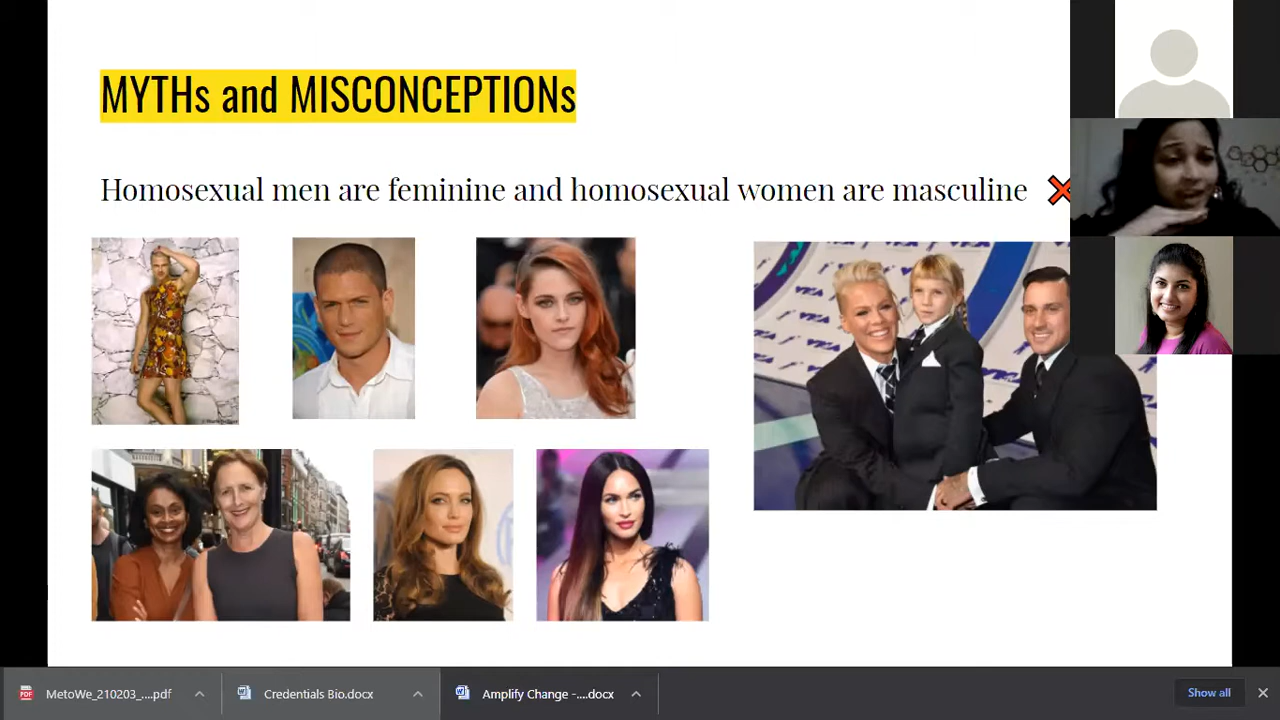 MYTHs and MISCONCEPTIONs
Homosexual men are feminine and homosexual women are masculine
VMA
MetoWe_210203_....pdf
Credentials Bio.docx
Amplify Change -....docx
Show all